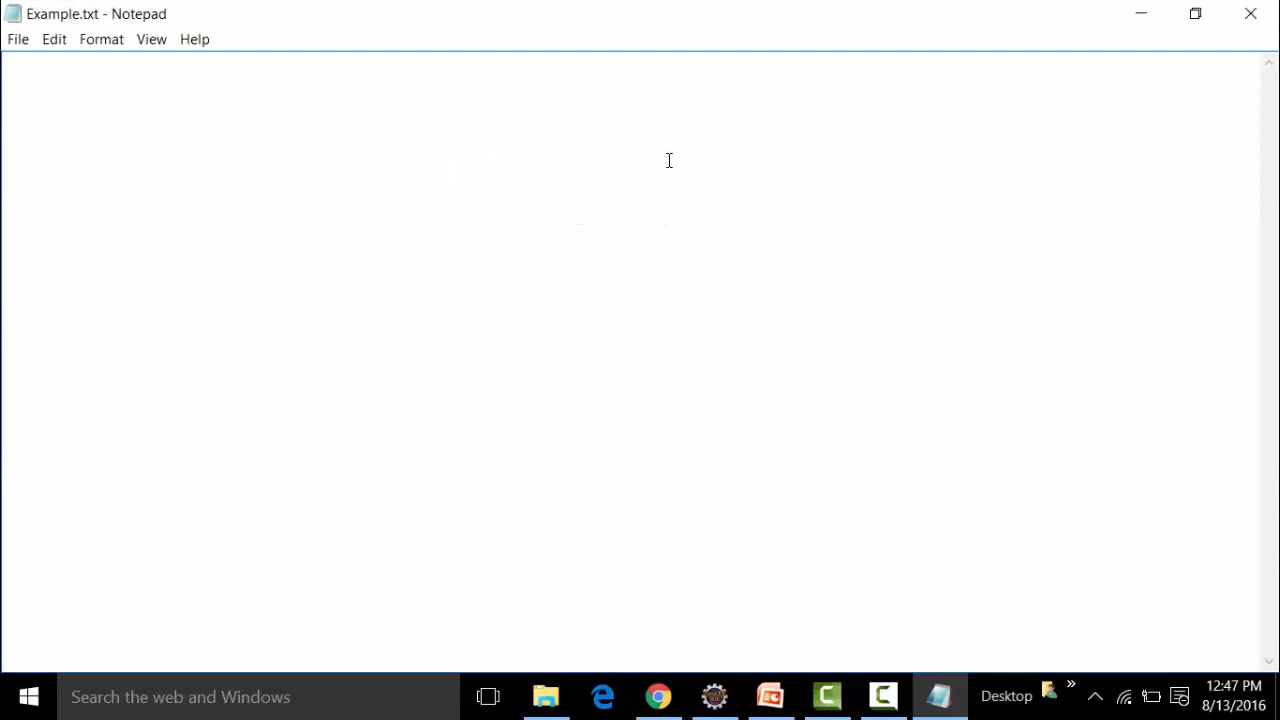 Example.txt - Notepad
File Edit Format View Help
Search the web and Windows
Desktop
12:47 PM
8/13/2016